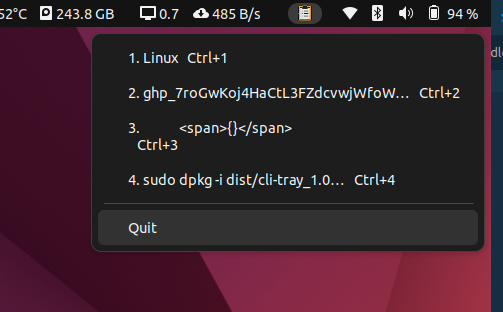 52°C 243.8 GB 0.7 485 B/s 94 %
1. Linux Ctrl+1
2. ghp_7roGwKoj4HaCtL3FZdcvwjWfoW... Ctrl+2
3. <span>{}</span>
Ctrl+3
4. sudo dpkg -i dist/cli-tray_1.0... Ctrl+4
Quit